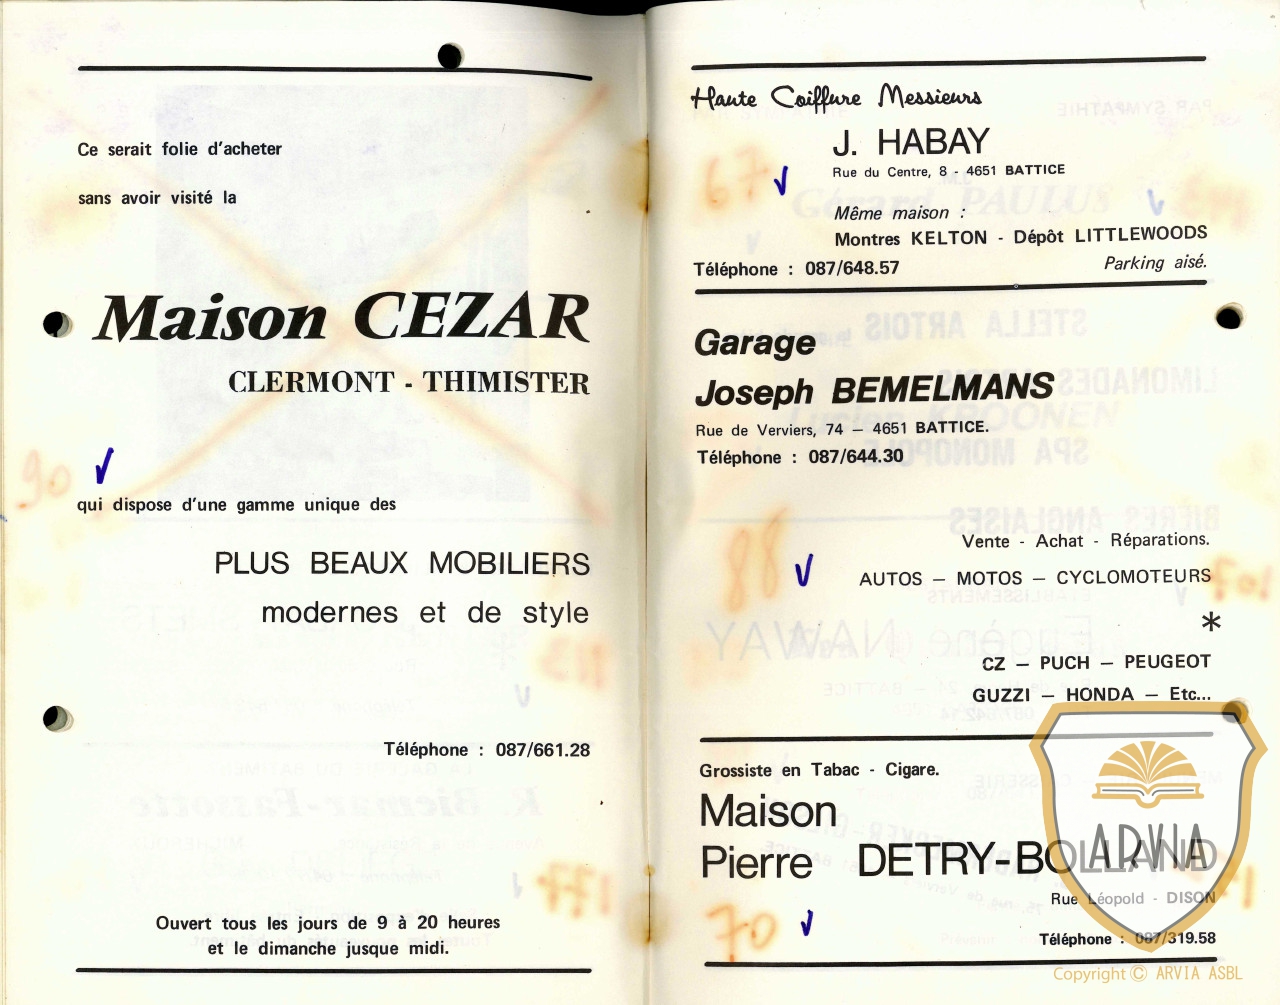 Ce serait folie d'acheter
sans avoir visité la
Maison CEZAR
CLERMONT - THIMISTER
90
qui dispose d'une gamme unique des
PLUS BEAUX MOBILIERS
modernes et de style
Téléphone : 087/661.28
Ouvert tous les jours de 9 à 20 heures
et le dimanche jusque midi.
Haute Coiffure Messieurs
J. HABAY
67
Rue du Centre, 8 - 4651 BATTICE
Même maison :
Montres KELTON - Dépôt LITTLEWOODS
Téléphone : 087/648.57
Parking aisé.
Garage
Joseph BEMELMANS
Rue de Verviers, 74 — 4651 BATTICE.
Téléphone : 087/644.30
88
Vente - Achat - Réparations.
AUTOS — MOTOS — CYCLOMOTEURS
*
CZ — PUCH — PEUGEOT
GUZZI — HONDA — Etc...
Grossiste en Tabac - Cigare.
Maison
Pierre DETRY-BOLLAND
Rue Léopold - DISON
70
Téléphone : 087/319.58
ARVIA
Copyright © ARVIA ASBL